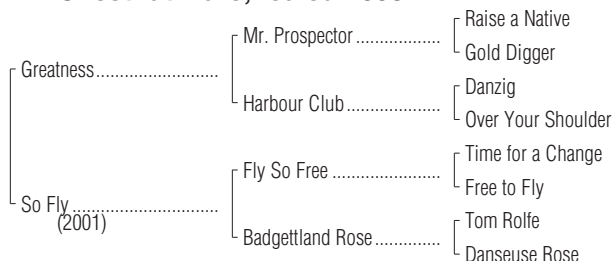 Raise a Native
Mr. Prospector
Gold Digger
Greatness
Danzig
Harbour Club
Over Your Shoulder
Time for a Change
Fly So Free
Free to Fly
So Fly
(2001)
Tom Rolfe
Badgettland Rose
Danseuse Rose